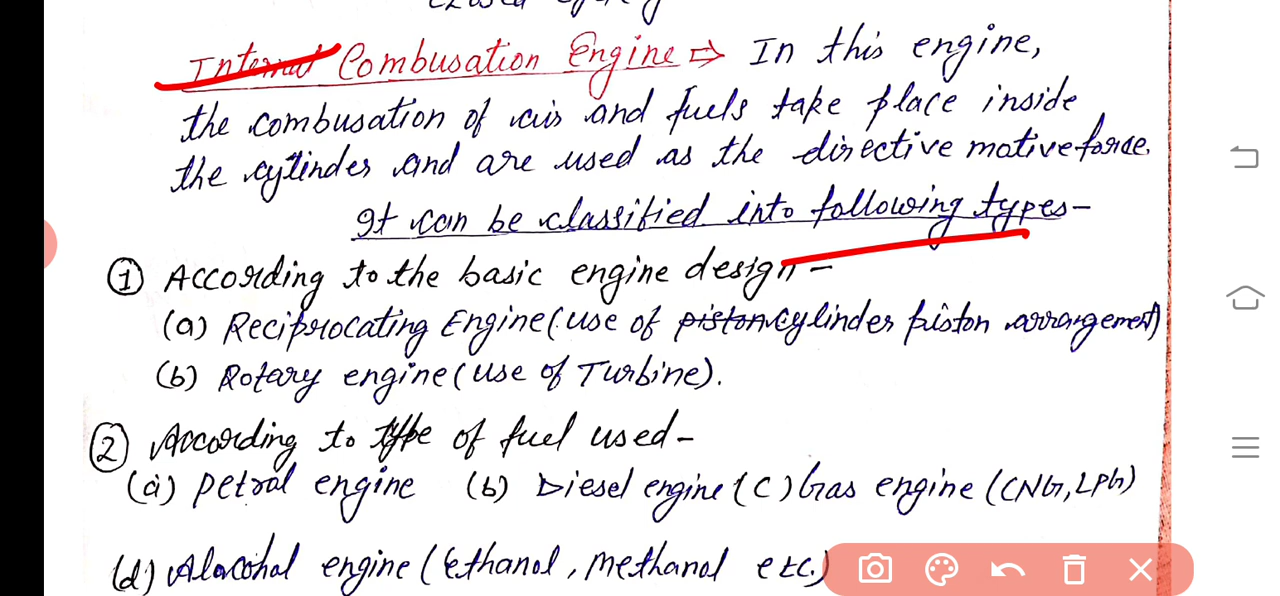 Internal Combusation Engine ⇒ In this engine,
the combusation of air and fuels take place inside
the cylinder and are used as the directive motive force.
It can be classified into following types-
① According to the basic engine design-
(a) Reciprocating Engine (use of piston cylinder piston arrangement)
(b) Rotary engine (use of Turbine).
② According to type of fuel used-
(a) petrol engine (b) Diesel engine (C) Gas engine (CNG, LPG)
(d) Alocohal engine (Ethanol, Methanol etc.)